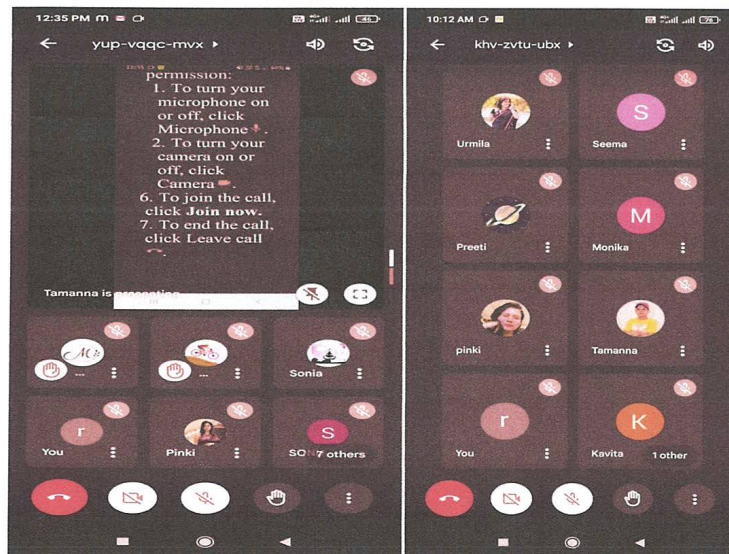 12:35 PM
46
yup-vqqc-mvx
permission:
1. To turn your
microphone on
or off, click
Microphone .
2. To turn your
camera on or
off, click
Camera .
6. To join the call,
click Join now.
7. To end the call,
click Leave call
.
Tamanna is presenting
...
...
Sonia
r
You
Pinki
S
SON
7 others
10:12 AM
76
khv-zvtu-ubx
Urmila
S
Seema
Preeti
M
Monika
pinki
Tamanna
r
You
K
Kavita
1 other